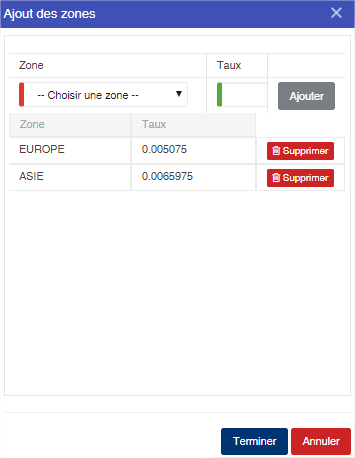 Ajout des zones ×
Zone Taux
-- Choisir une zone -- Ajouter
Zone Taux
EUROPE 0.005075 Supprimer
ASIE 0.0065975 Supprimer
Terminer Annuler